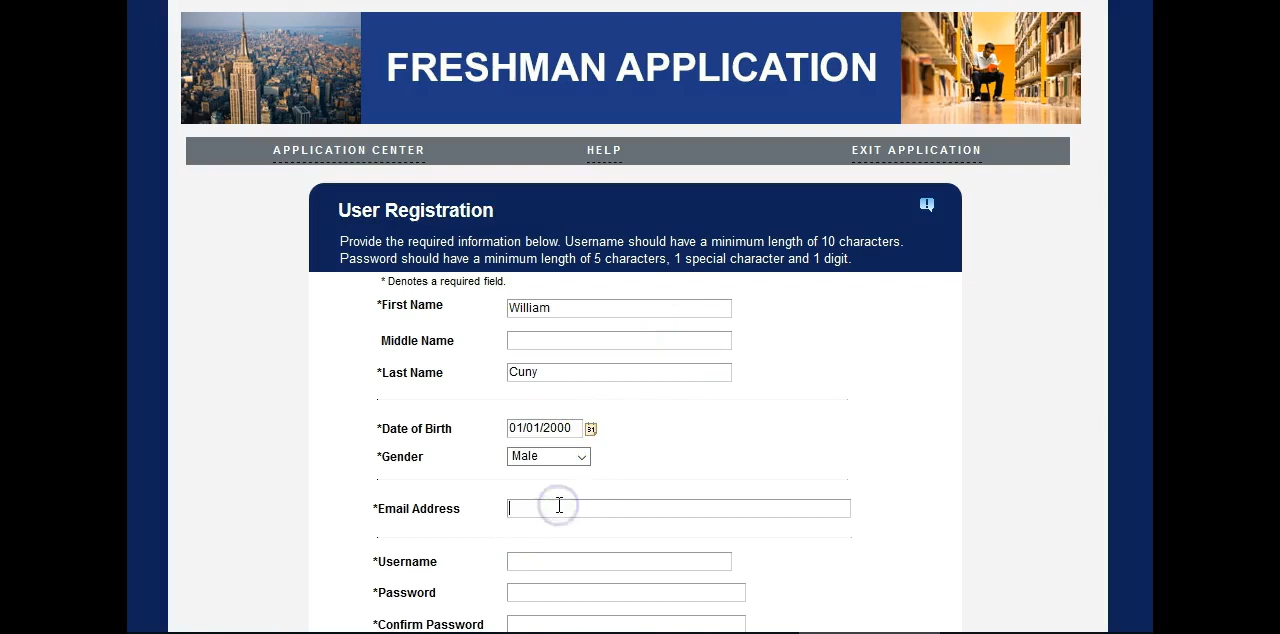 FRESHMAN APPLICATION
APPLICATION CENTER HELP EXIT APPLICATION
User Registration
Provide the required information below. Username should have a minimum length of 10 characters.
Password should have a minimum length of 5 characters, 1 special character and 1 digit.
* Denotes a required field.
*First Name William
Middle Name
*Last Name Cuny
*Date of Birth 01/01/2000 31
*Gender Male
*Email Address
*Username
*Password
*Confirm Password